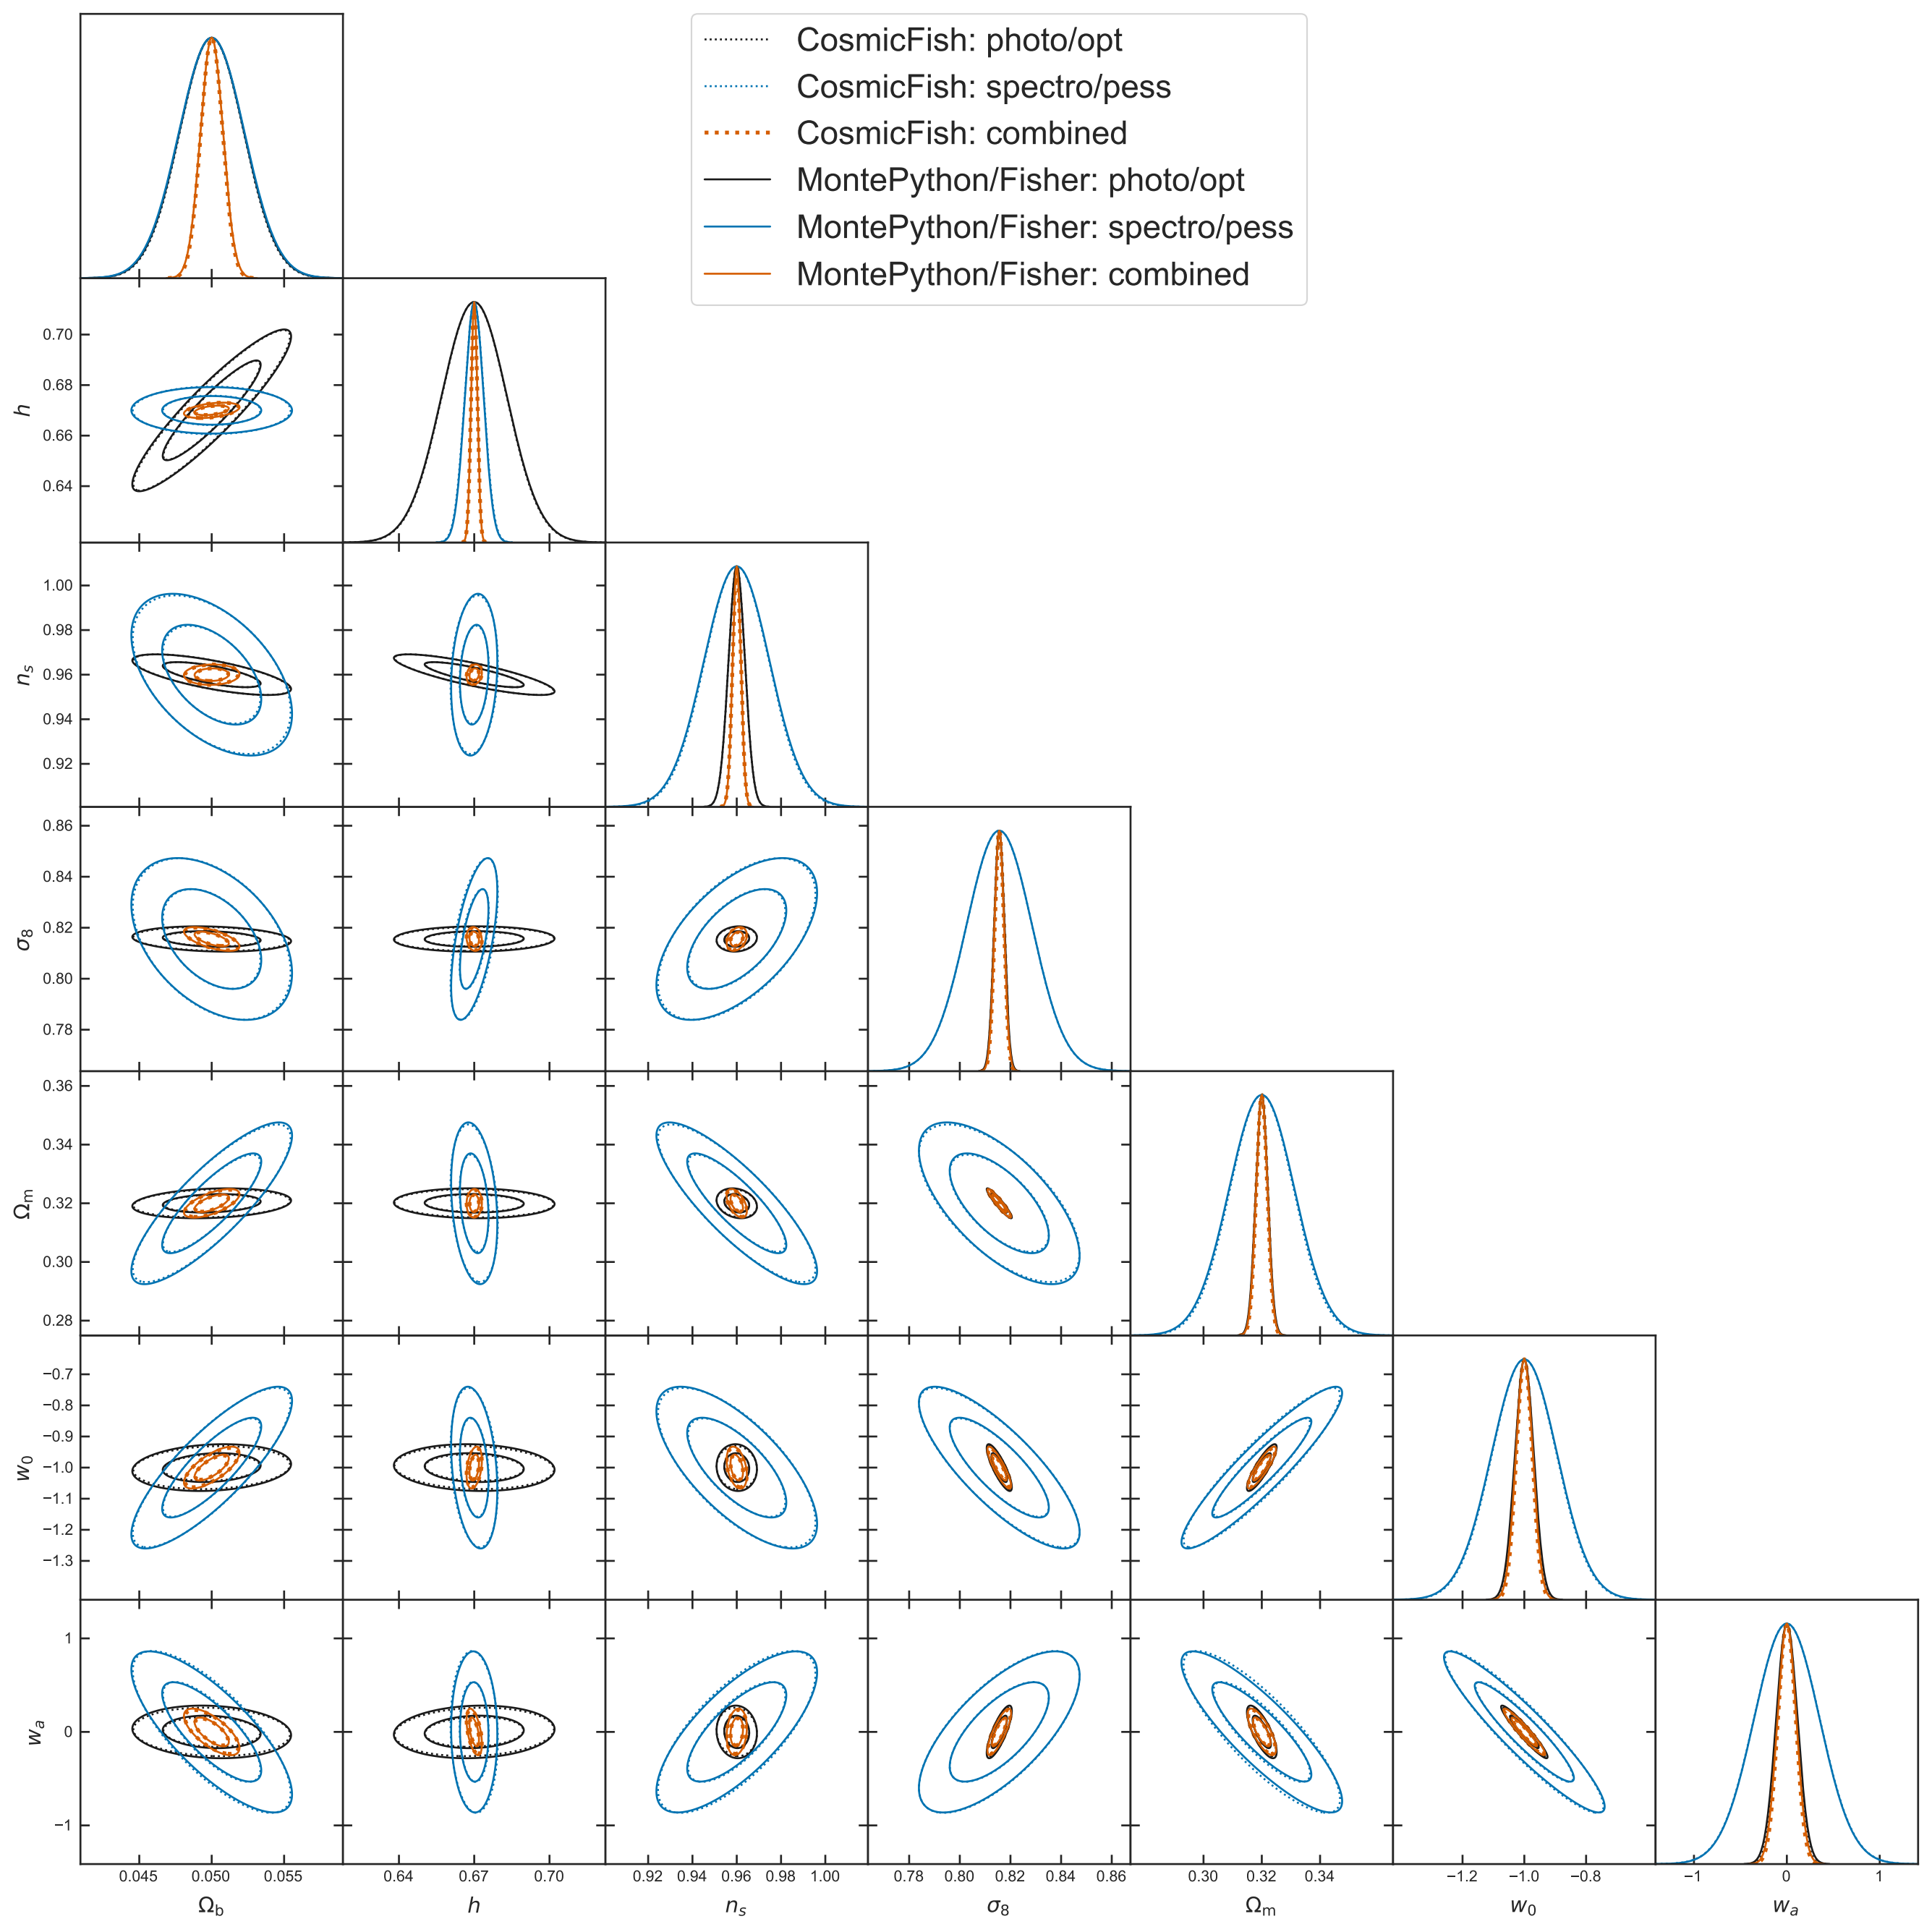 CosmicFish: photo/opt
CosmicFish: spectro/pess
CosmicFish: combined
MontePython/Fisher: photo/opt
MontePython/Fisher: spectro/pess
MontePython/Fisher: combined
0.70
0.68
h
0.66
0.64
1.00
0.98
n_s
0.96
0.94
0.92
0.86
0.84
σ_8
0.82
0.80
0.78
0.36
0.34
Ω_m
0.32
0.30
0.28
−0.7
−0.8
−0.9
w_0
−1.0
−1.1
−1.2
−1.3
1
w_a
0
−1
0.045 0.050 0.055 0.64 0.67 0.70 0.92 0.94 0.96 0.98 1.00 0.78 0.80 0.82 0.84 0.86 0.30 0.32 0.34 −1.2 −1.0 −0.8 −1 0 1
Ω_b h n_s σ_8 Ω_m w_0 w_a